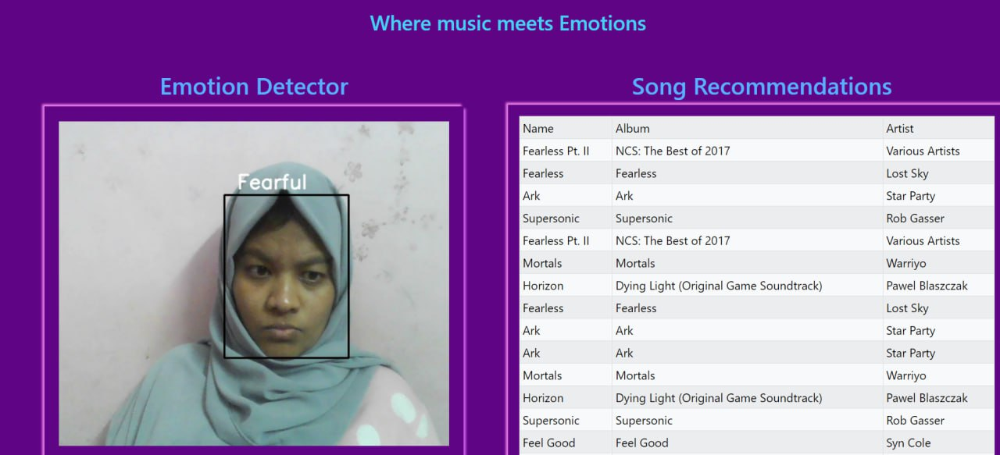 Where music meets Emotions
Emotion Detector
Fearful
Song Recommendations
Name Album Artist
Fearless Pt. II NCS: The Best of 2017 Various Artists
Fearless Fearless Lost Sky
Ark Ark Star Party
Supersonic Supersonic Rob Gasser
Fearless Pt. II NCS: The Best of 2017 Various Artists
Mortals Mortals Warriyo
Horizon Dying Light (Original Game Soundtrack) Pawel Blaszczak
Fearless Fearless Lost Sky
Ark Ark Star Party
Ark Ark Star Party
Mortals Mortals Warriyo
Horizon Dying Light (Original Game Soundtrack) Pawel Blaszczak
Supersonic Supersonic Rob Gasser
Feel Good Feel Good Syn Cole